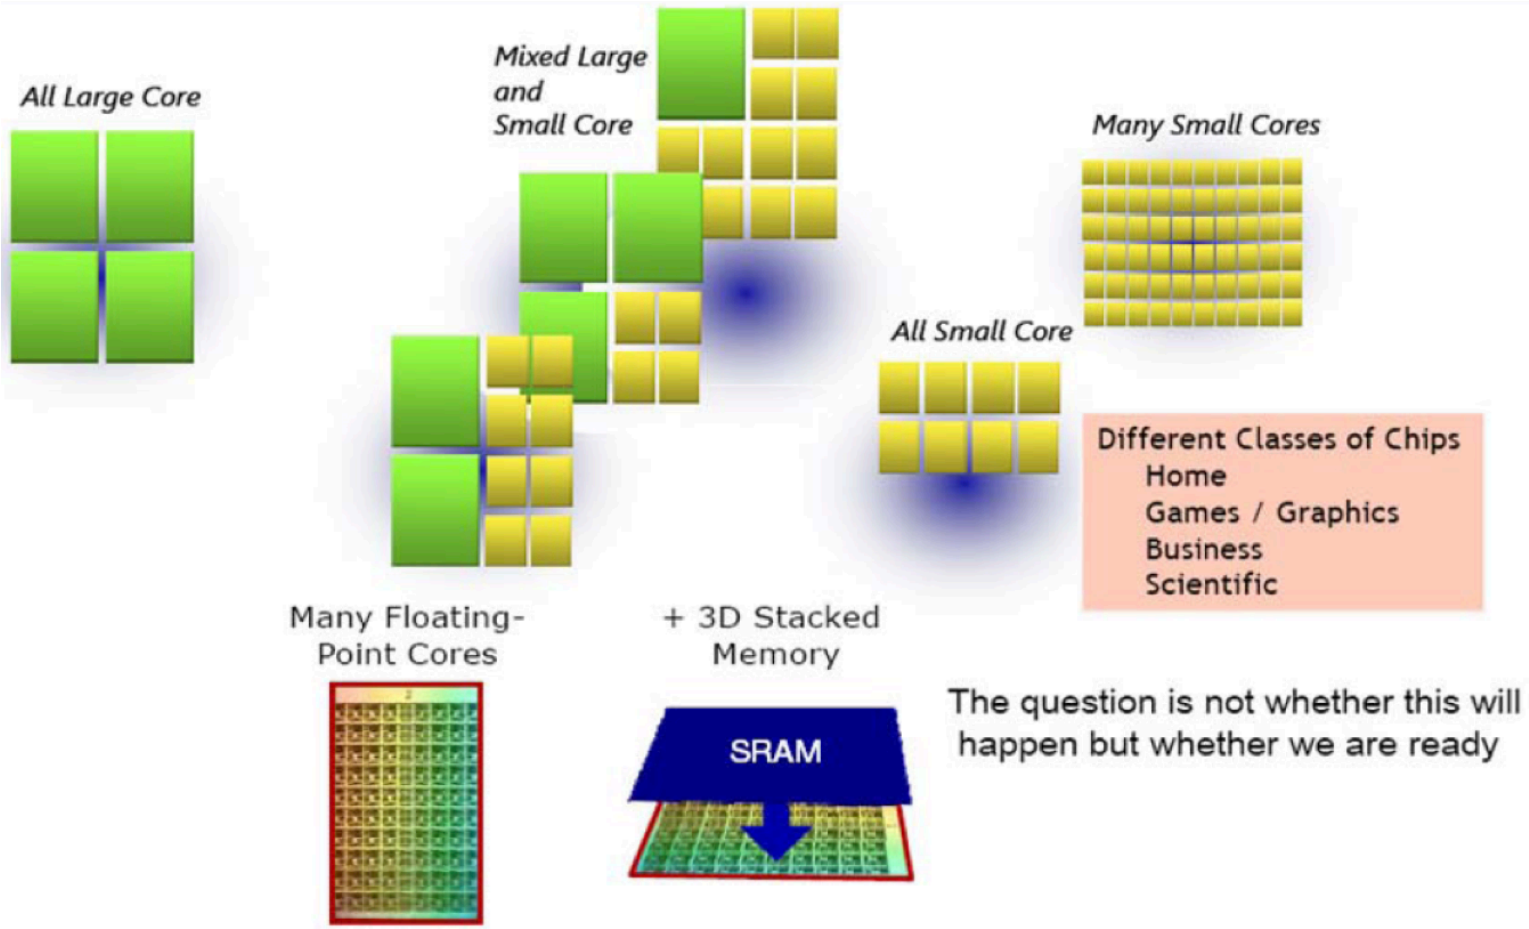 All Large Core
Mixed Large
and
Small Core
Many Small Cores
All Small Core
Different Classes of Chips
Home
Games / Graphics
Business
Scientific
Many Floating-
Point Cores
+ 3D Stacked
Memory
SRAM
The question is not whether this will
happen but whether we are ready